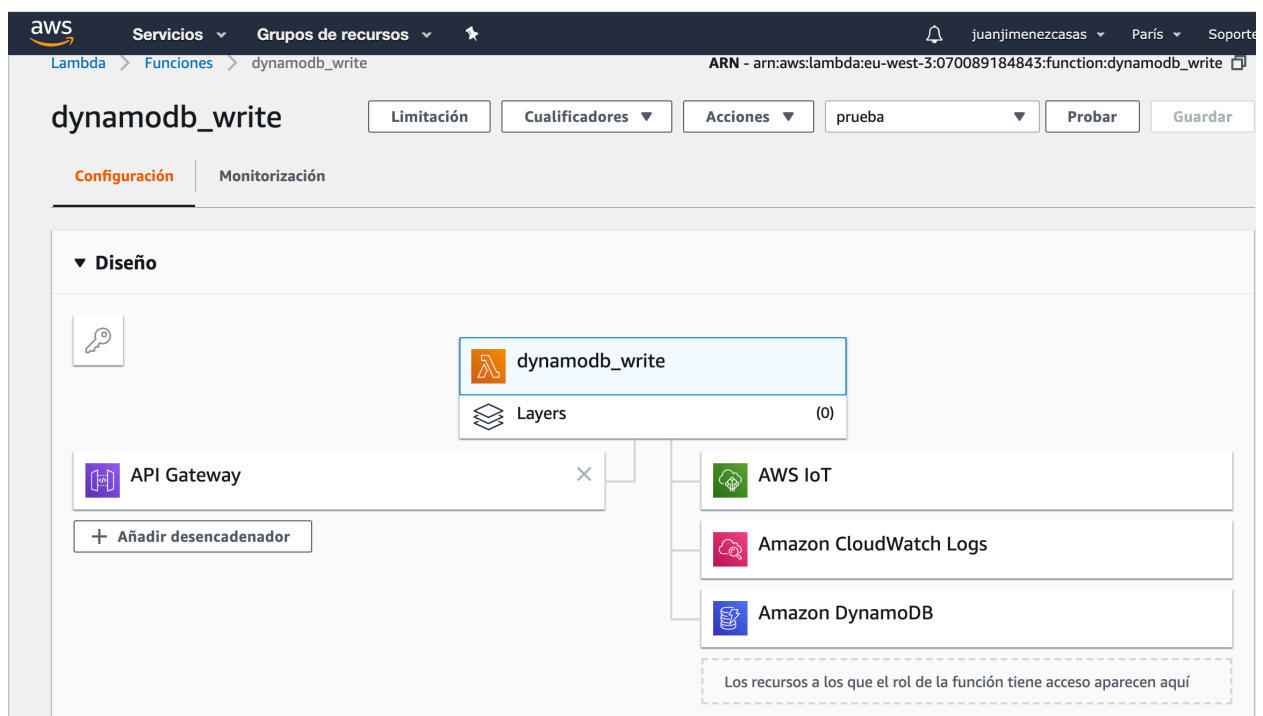 aws Servicios Grupos de recursos juanjimenezcasas París Soporte
Lambda Funciones dynamodb_write ARN - arn:aws:lambda:eu-west-3:070089184843:function:dynamodb_write
dynamodb_write Limitación Cualificadores Acciones prueba Probar Guardar
Configuración Monitorización
Diseño
dynamodb_write
Layers (0)
API Gateway
Añadir desencadenador
AWS IoT
Amazon CloudWatch Logs
Amazon DynamoDB
Los recursos a los que el rol de la función tiene acceso aparecen aquí